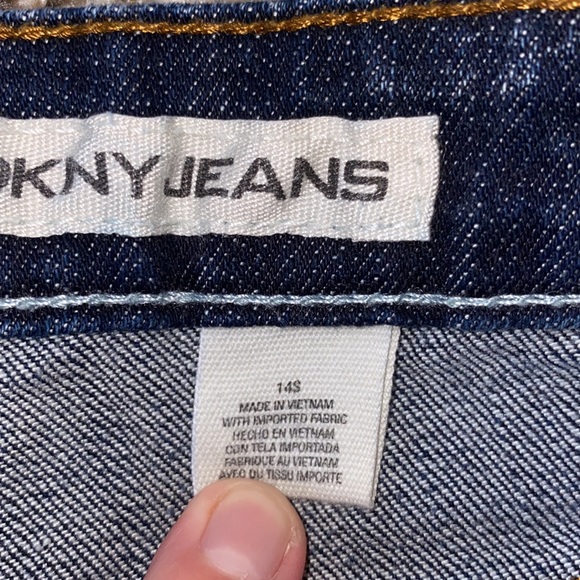 DKNY JEANS
14S
MADE IN VIETNAM
WITH IMPORTED FABRIC
HECHO EN VIETNAM
CON TELA IMPORTADA
FABRIQUE AU VIETNAM
AVEC DU TISSU IMPORTE